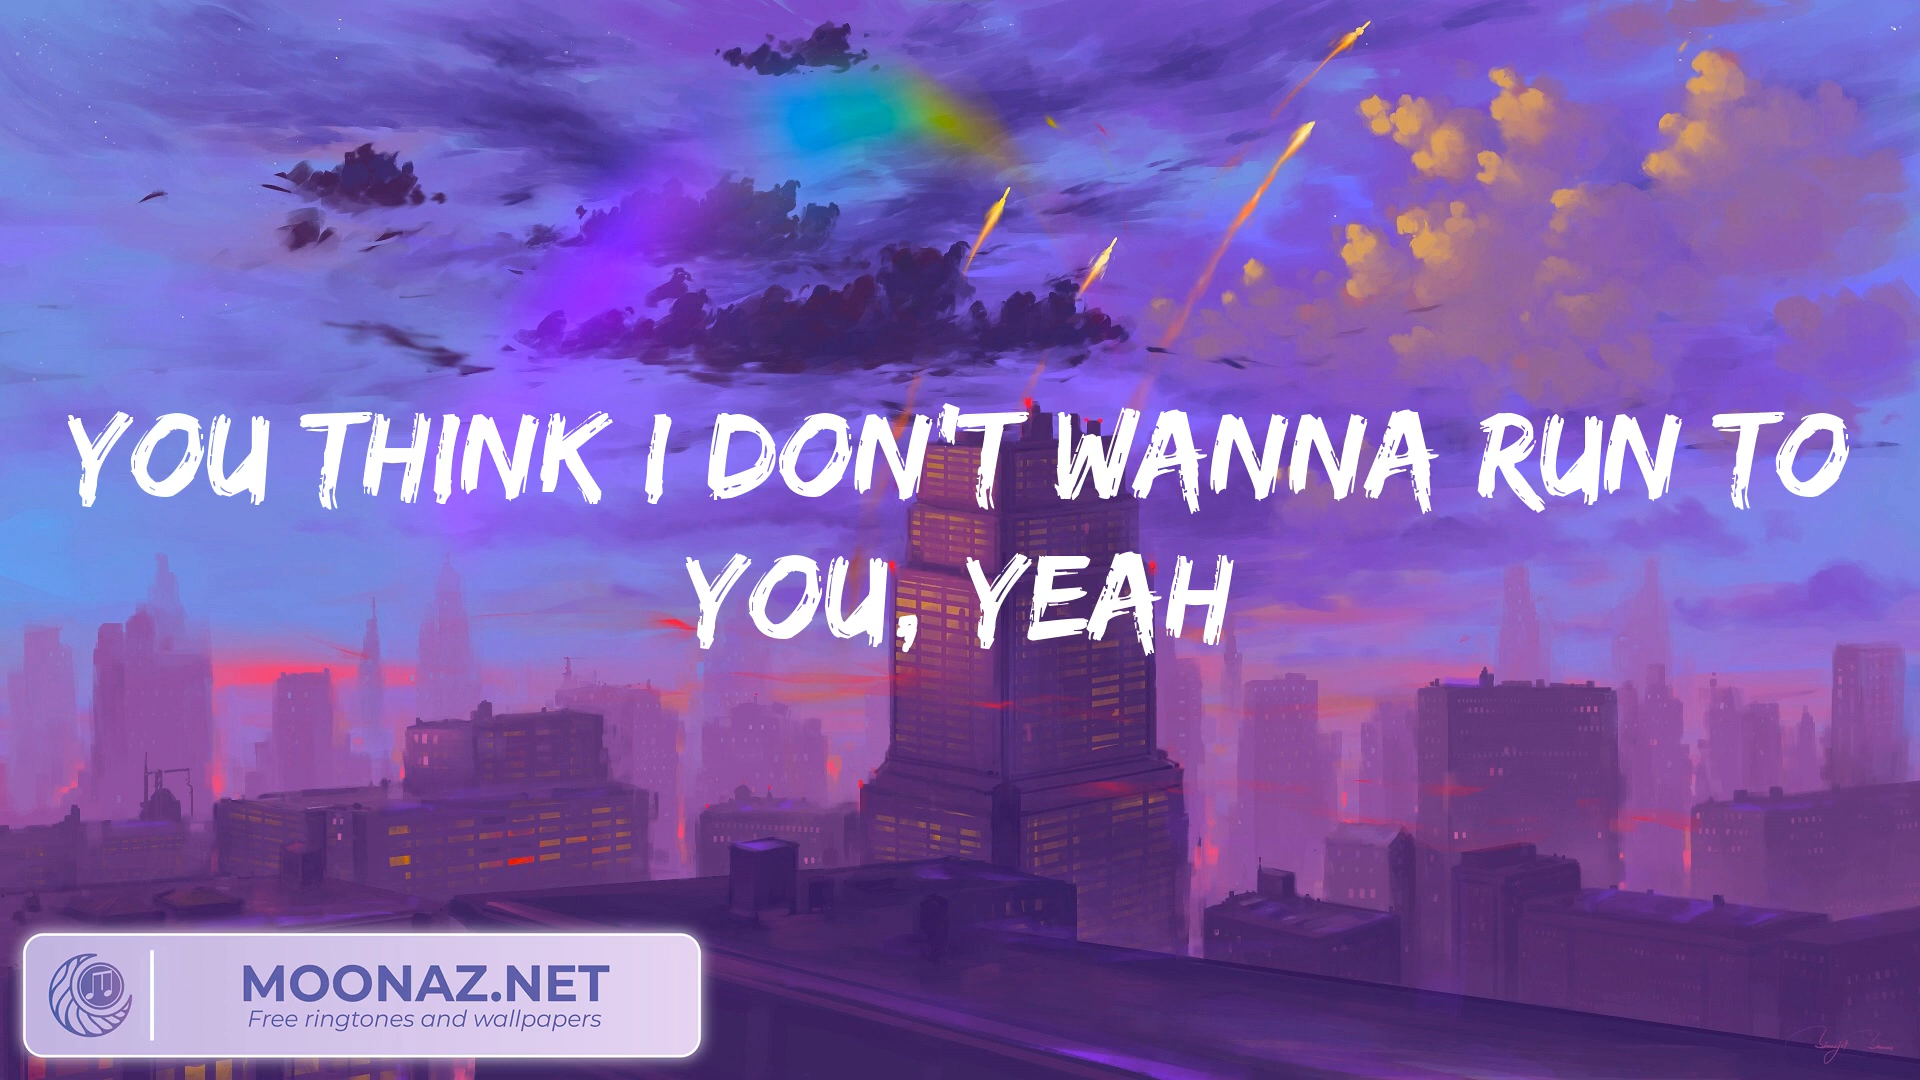 YOU THINK I DON'T WANNA RUN TO
YOU, YEAH
MOONAZ.NET
Free ringtones and wallpapers